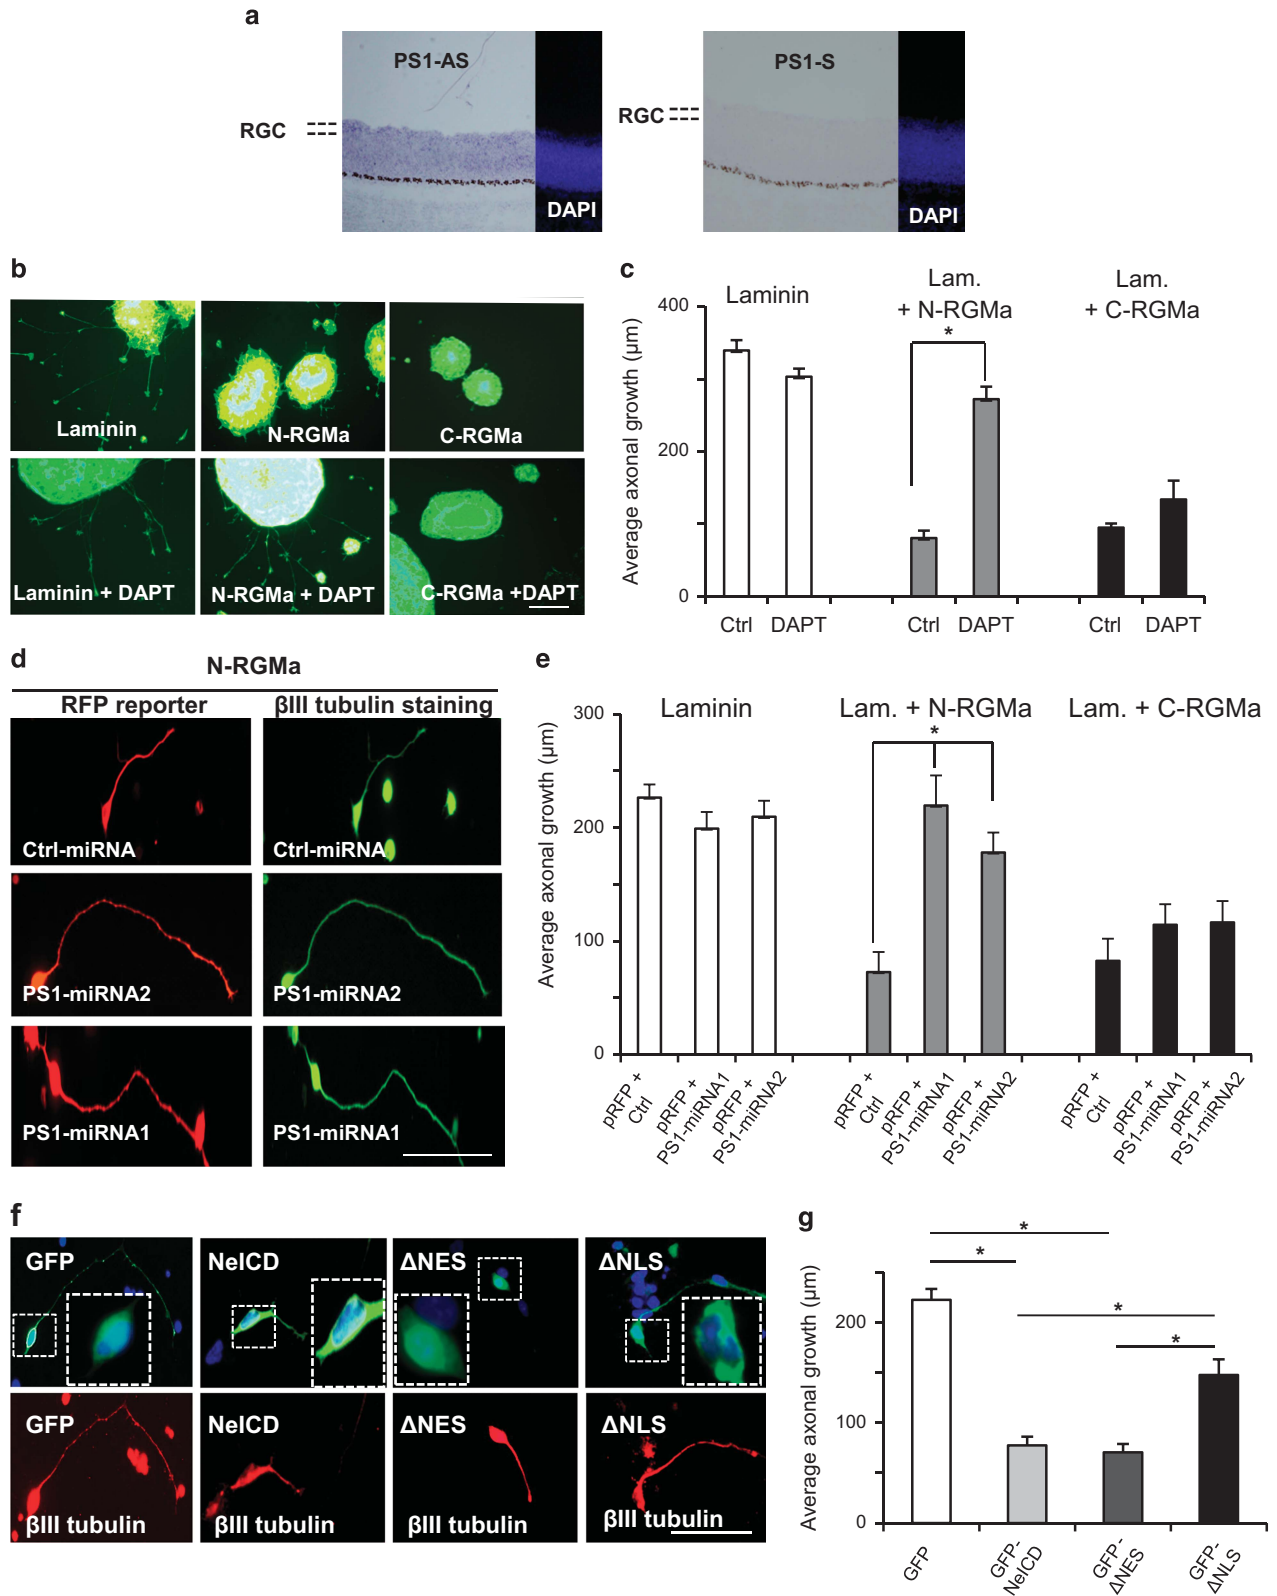 a
PS1-AS
RGC
DAPI
PS1-S
RGC
DAPI
b
Laminin
N-RGMa
C-RGMa
Laminin + DAPT
N-RGMa + DAPT
C-RGMa +DAPT
c
Average axonal growth (μm)
400
200
0
Laminin
Lam.
+ N-RGMa
Lam.
+ C-RGMa
*
Ctrl
DAPT
Ctrl
DAPT
Ctrl
DAPT
d
N-RGMa
RFP reporter
βIII tubulin staining
Ctrl-miRNA
Ctrl-miRNA
PS1-miRNA2
PS1-miRNA2
PS1-miRNA1
PS1-miRNA1
e
Average axonal growth (μm)
300
200
100
0
Laminin
Lam. + N-RGMa
Lam. + C-RGMa
*
pRFP +
Ctrl
pRFP +
PS1-miRNA1
pRFP +
PS1-miRNA2
pRFP +
Ctrl
pRFP +
PS1-miRNA1
pRFP +
PS1-miRNA2
pRFP +
Ctrl
pRFP +
PS1-miRNA1
pRFP +
PS1-miRNA2
f
GFP
NeICD
ΔNES
ΔNLS
GFP
NeICD
ΔNES
ΔNLS
βIII tubulin
βIII tubulin
βIII tubulin
βIII tubulin
g
Average axonal growth (μm)
200
100
0
*
*
*
*
GFP
GFP-
NeICD
GFP-
ΔNES
GFP-
ΔNLS